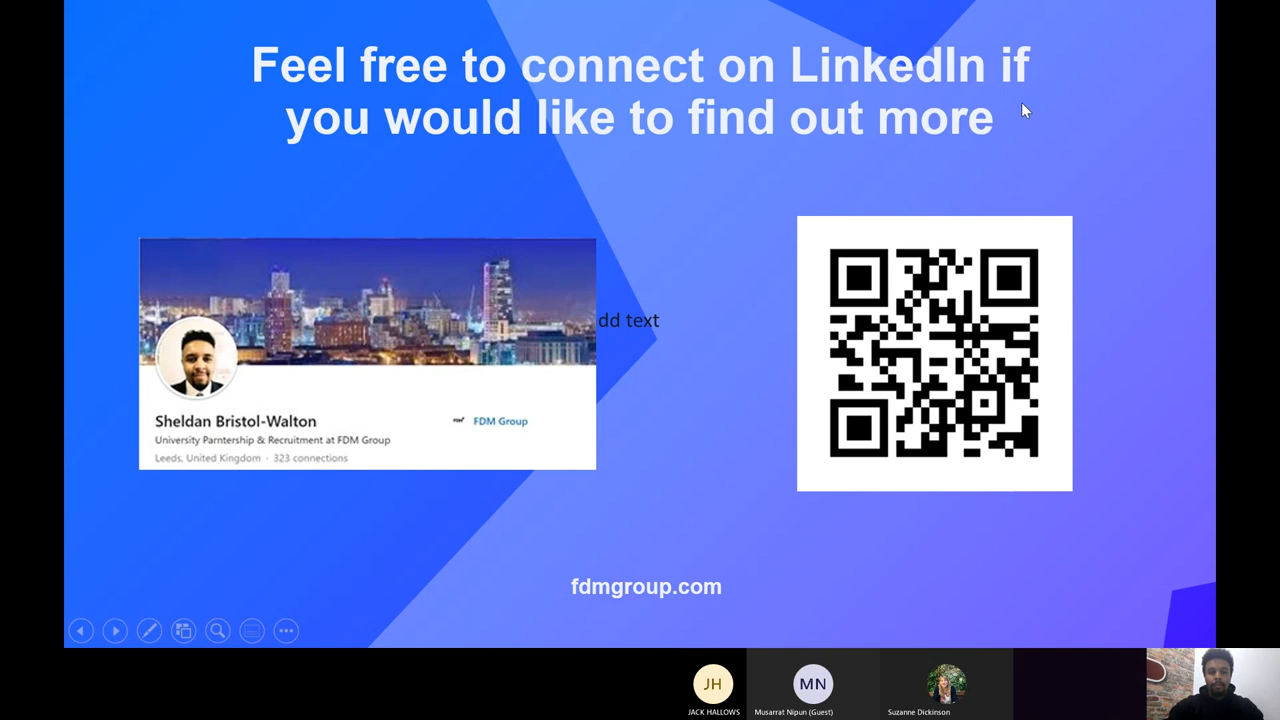 Feel free to connect on LinkedIn if
you would like to find out more
dd text
Sheldan Bristol-Walton
FDM FDM Group
University Parntership & Recruitment at FDM Group
Leeds, United Kingdom · 323 connections
fdmgroup.com
JH
MN
JACK HALLOWS
Musarrat Nipun (Guest)
Suzanne Dickinson